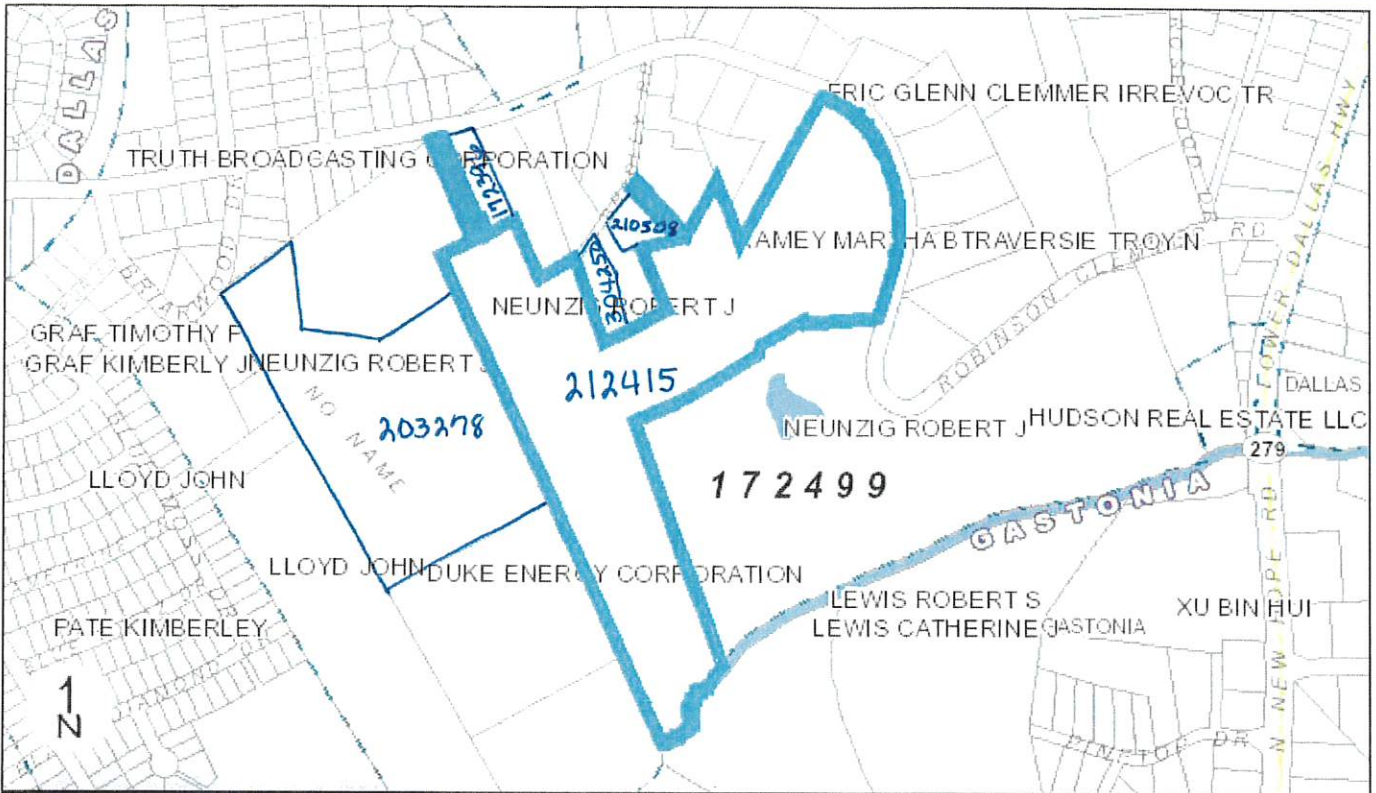 DALLAS
ERIC GLENN CLEMMER IRREVOC TR
TRUTH BROADCASTING CORPORATION
210508
RAMEY MARSHA B TRAVERSIE TROY N
RD
LOWER DALLAS HWY
BRIARWOOD
304250
NEUNZIG ROBERT J
ROBINSON CLEMMER
GRAF TIMOTHY F
GRAF KIMBERLY J NEUNZIG ROBERT J
212415
NO NAME
203278
DALLAS
NEUNZIG ROBERT J
HUDSON REAL ESTATE LLC
279
LLOYD JOHN
172499
GASTONIA
LLOYD JOHN
DUKE ENERGY CORPORATION
LEWIS ROBERT S
LEWIS CATHERINE G
GASTONIA
XU BIN HUI
PATE KIMBERLEY
N NEW HOPE RD
1
N
DR